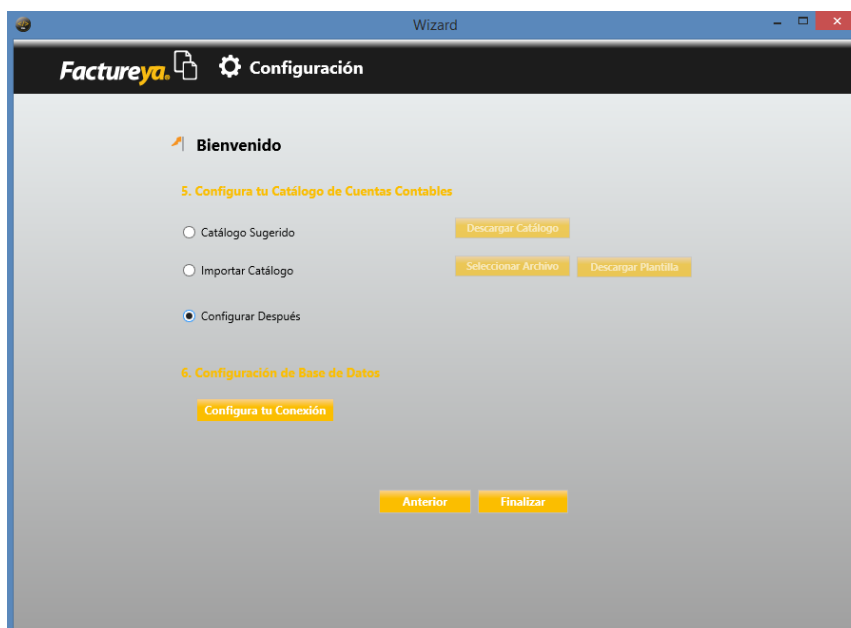 Wizard
Factureya. Configuración
Bienvenido
5. Configura tu Catálogo de Cuentas Contables
Catálogo Sugerido Descargar Catálogo
Importar Catálogo Seleccionar Archivo Descargar Plantilla
Configurar Después
6. Configuración de Base de Datos
Configura tu Conexión
Anterior Finalizar